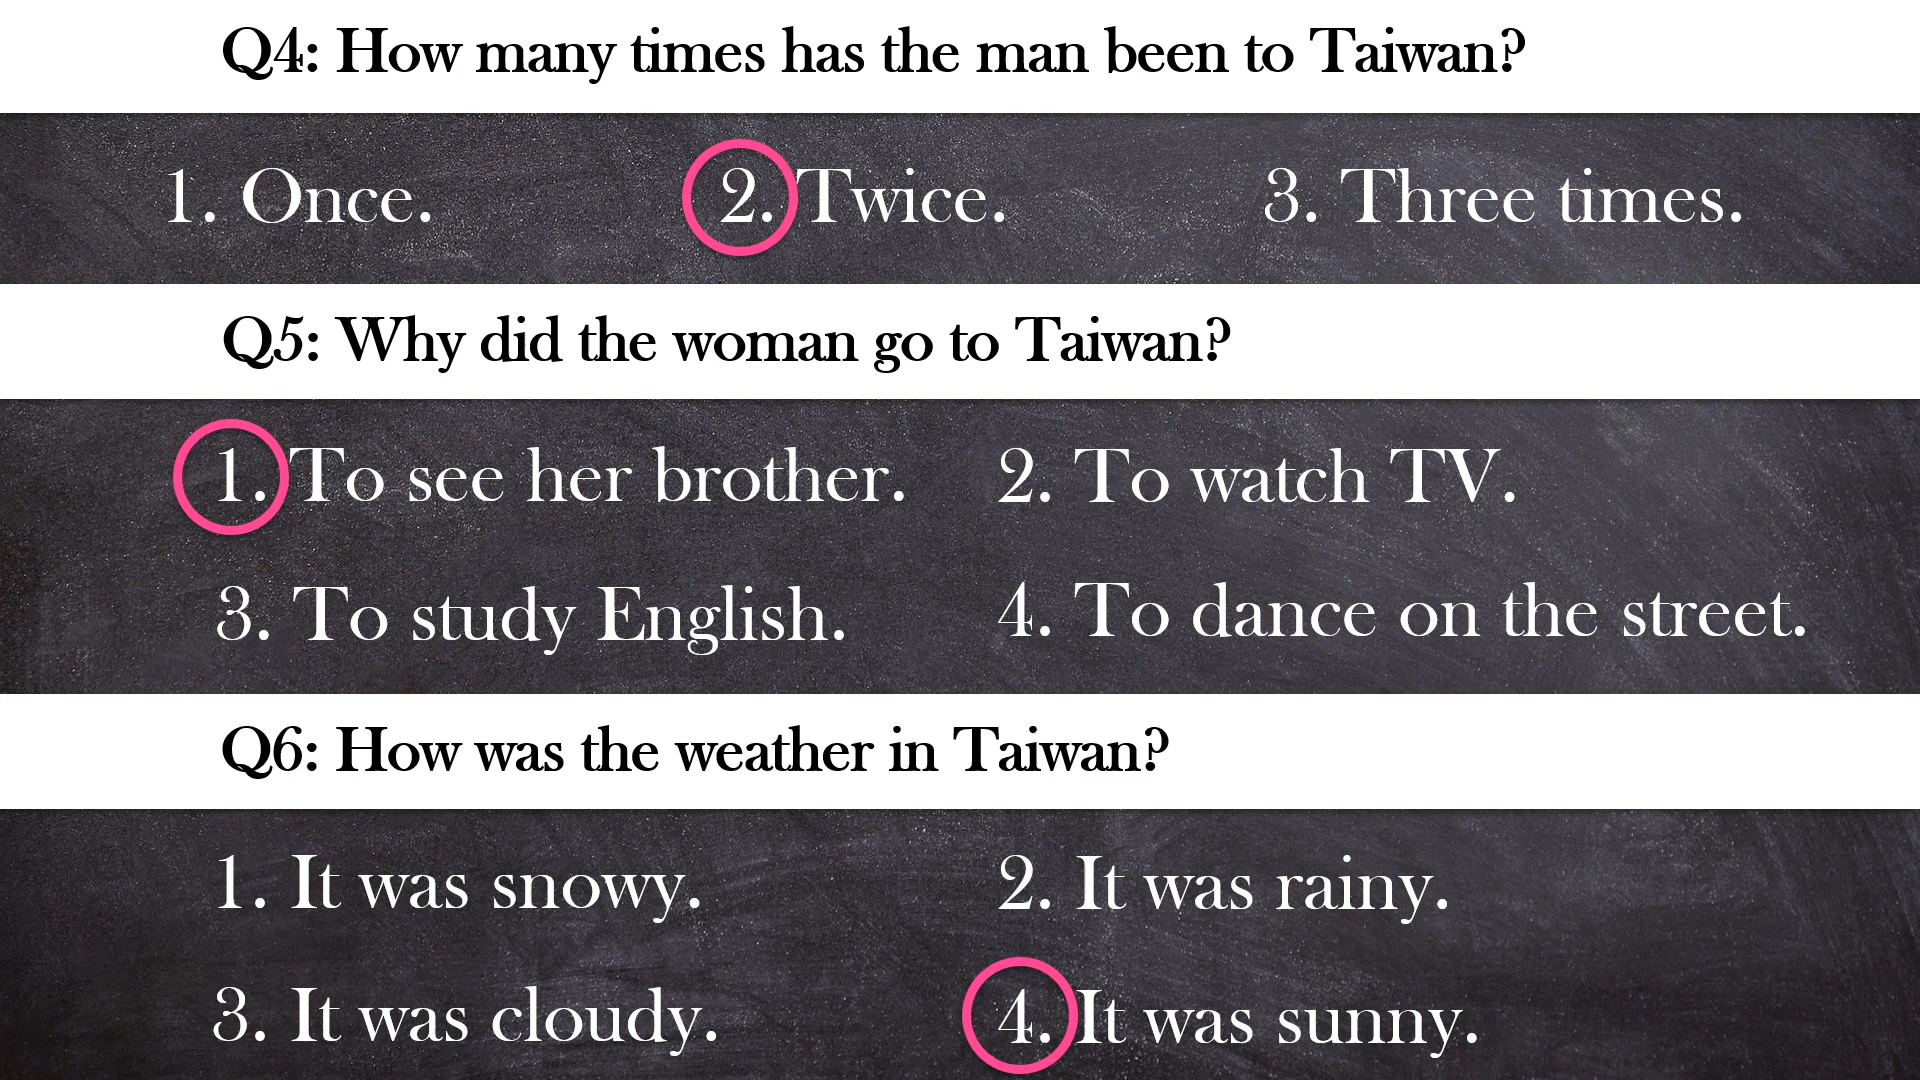 Q4: How many times has the man been to Taiwan?
1. Once. 2. Twice. 3. Three times.
Q5: Why did the woman go to Taiwan?
1. To see her brother. 2. To watch TV.
3. To study English. 4. To dance on the street.
Q6: How was the weather in Taiwan?
1. It was snowy. 2. It was rainy.
3. It was cloudy. 4. It was sunny.